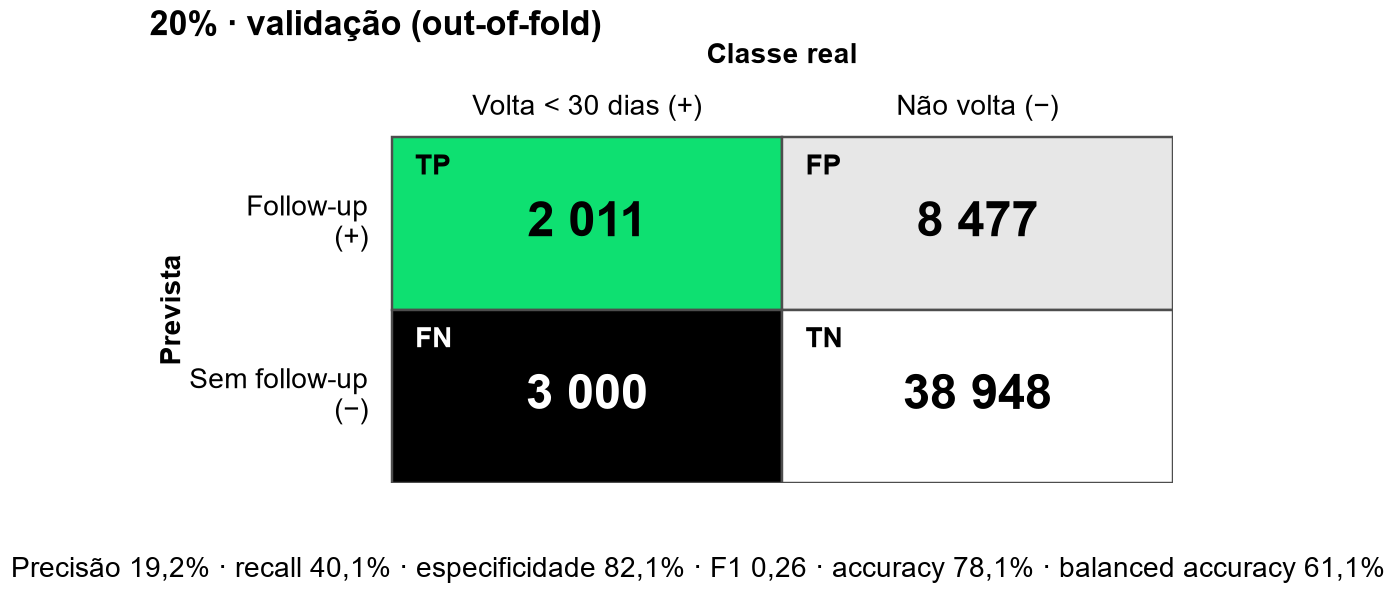 20% · validação (out-of-fold)
Classe real
Volta < 30 dias (+)
Não volta (−)
Prevista
Follow-up
(+)
TP
2 011
FP
8 477
Sem follow-up
(−)
FN
3 000
TN
38 948
Precisão 19,2% · recall 40,1% · especificidade 82,1% · F1 0,26 · accuracy 78,1% · balanced accuracy 61,1%